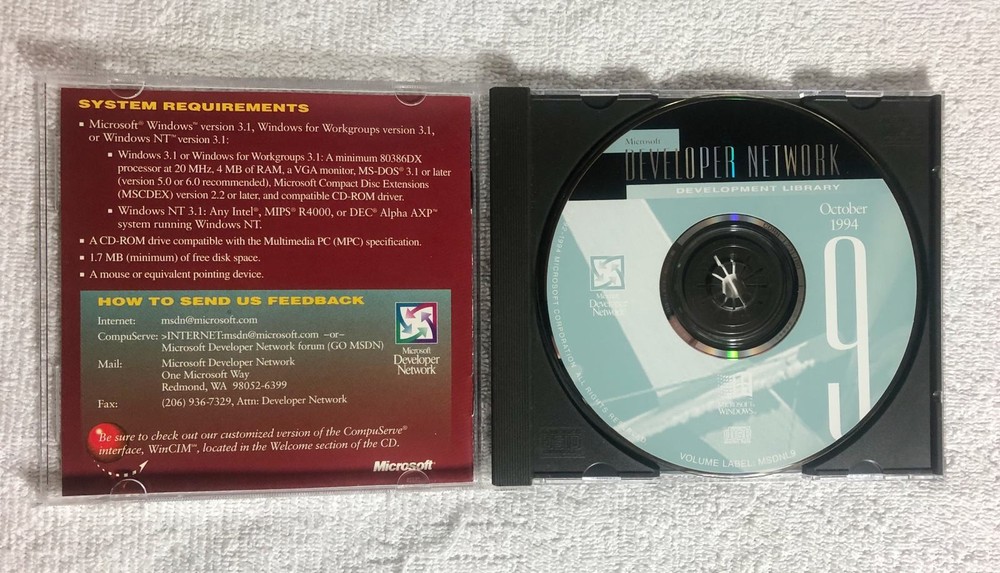 SYSTEM REQUIREMENTS
▪ Microsoft® Windows™ version 3.1, Windows for Workgroups version 3.1,
or Windows NT™ version 3.1:
▪ Windows 3.1 or Windows for Workgroups 3.1: A minimum 80386DX
processor at 20 MHz, 4 MB of RAM, a VGA monitor, MS-DOS® 3.1 or later
(version 5.0 or 6.0 recommended), Microsoft Compact Disc Extensions
(MSCDEX) version 2.2 or later, and compatible CD-ROM driver.
▪ Windows NT 3.1: Any Intel®, MIPS® R4000, or DEC® Alpha AXP™
system running Windows NT.
▪ A CD-ROM drive compatible with the Multimedia PC (MPC) specification.
▪ 1.7 MB (minimum) of free disk space.
▪ A mouse or equivalent pointing device.
HOW TO SEND US FEEDBACK
Internet: msdn@microsoft.com
CompuServe: >INTERNET:msdn@microsoft.com –or–
Microsoft Developer Network forum (GO MSDN)
Mail: Microsoft Developer Network
One Microsoft Way
Redmond, WA 98052-6399
Fax: (206) 936-7329, Attn: Developer Network
Microsoft
Developer
Network
Be sure to check out our customized version of the CompuServe®
interface, WinCIM™, located in the Welcome section of the CD.
Microsoft
Microsoft
DEVELOPER NETWORK
DEVELOPMENT LIBRARY
October
1994
9
Microsoft
Developer
Network
MICROSOFT
WINDOWS™
1994 MICROSOFT CORPORATION. ALL RIGHTS
VOLUME LABEL: MSDNL9